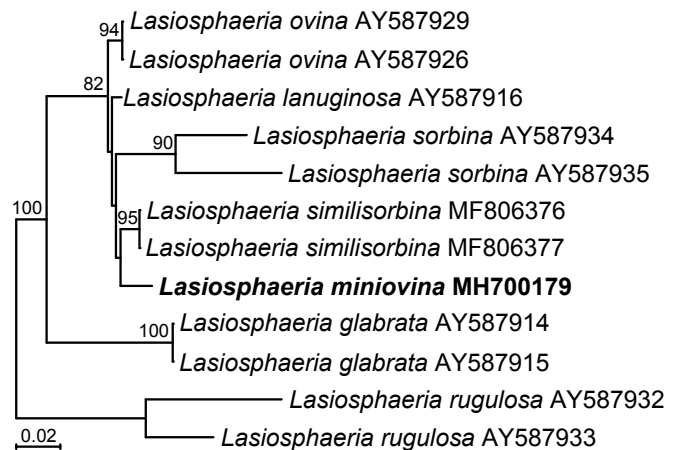 94
Lasiosphaeria ovina AY587929
Lasiosphaeria ovina AY587926
82
Lasiosphaeria lanuginosa AY587916
Lasiosphaeria sorbina AY587934
90
Lasiosphaeria sorbina AY587935
100
Lasiosphaeria similisorbina MF806376
95
Lasiosphaeria similisorbina MF806377
Lasiosphaeria miniovina MH700179
Lasiosphaeria glabrata AY587914
100
Lasiosphaeria glabrata AY587915
Lasiosphaeria rugulosa AY587932
Lasiosphaeria rugulosa AY587933
0.02